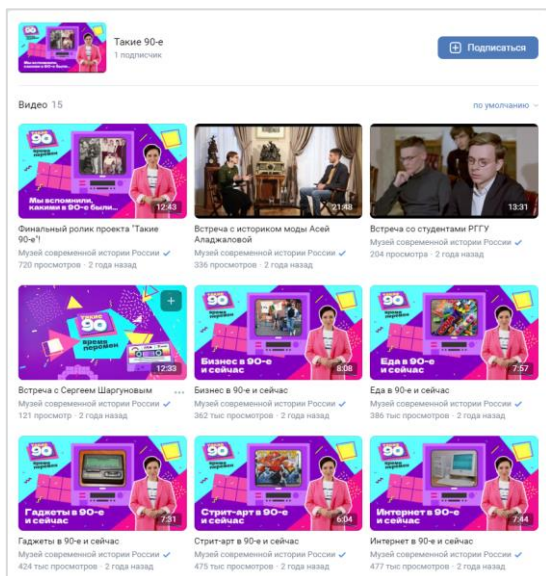 Такие 90-е
1 подписчик
Подписаться
Видео 15
по умолчанию
ТАКИЕ
90
время
перемен
Мы вспомнили,
какими в 90-е были...
12:43
21:48
13:31
Финальный ролик проекта "Такие
90-е"!
Музей современной истории России
720 просмотров · 2 года назад
Встреча с историком моды Асей
Аладжаловой
Музей современной истории России
336 просмотров · 2 года назад
Встреча со студентами РГГУ
Музей современной истории России
204 просмотра · 2 года назад
ТАКИЕ
90
время
перемен
12:33
90
Бизнес в 90-е
и сейчас
8:08
90
Еда в 90-е
и сейчас
7:57
Встреча с Сергеем Шаргуновым
Музей современной истории России
121 просмотр · 2 года назад
Бизнес в 90-е и сейчас
Музей современной истории России
362 тыс просмотров · 2 года назад
Еда в 90-е и сейчас
Музей современной истории России
386 тыс просмотров · 2 года назад
90
Гаджеты в 90-е
и сейчас
7:31
90
Стрит-арт в 90-е
и сейчас
6:04
90
Интернет в 90-е
и сейчас
7:44
Гаджеты в 90-е и сейчас
Музей современной истории России
424 тыс просмотров · 2 года назад
Стрит-арт в 90-е и сейчас
Музей современной истории России
475 тыс просмотров · 2 года назад
Интернет в 90-е и сейчас
Музей современной истории России
477 тыс просмотров · 2 года назад